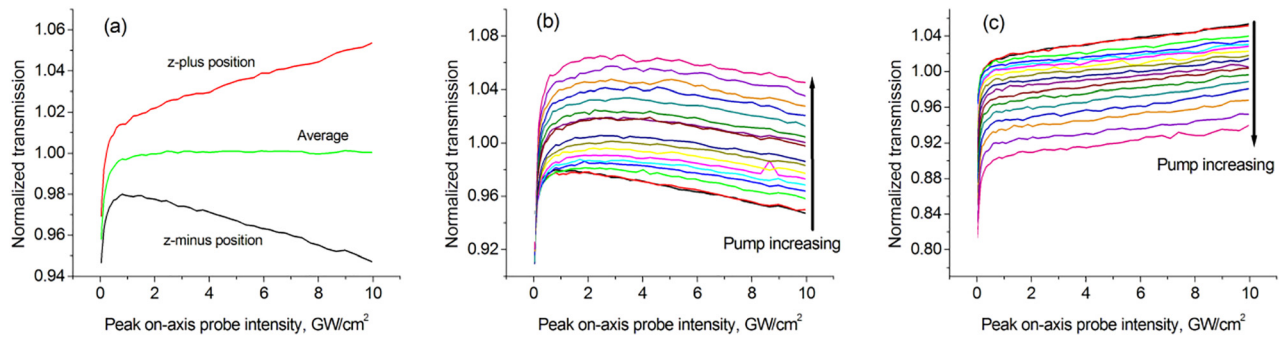 (a)
1.06
1.04
1.02
1.00
0.98
0.96
0.94
Normalized transmission
z-plus position
Average
z-minus position
0 2 4 6 8 10
Peak on-axis probe intensity, GW/cm²
(b)
1.08
1.04
1.00
0.96
0.92
Normalized transmission
Pump increasing
0 2 4 6 8 10
Peak on-axis probe intensity, GW/cm²
(c)
1.04
1.00
0.96
0.92
0.88
0.84
0.80
Normalized transmission
Pump increasing
0 2 4 6 8 10
Peak on-axis probe intensity, GW/cm²